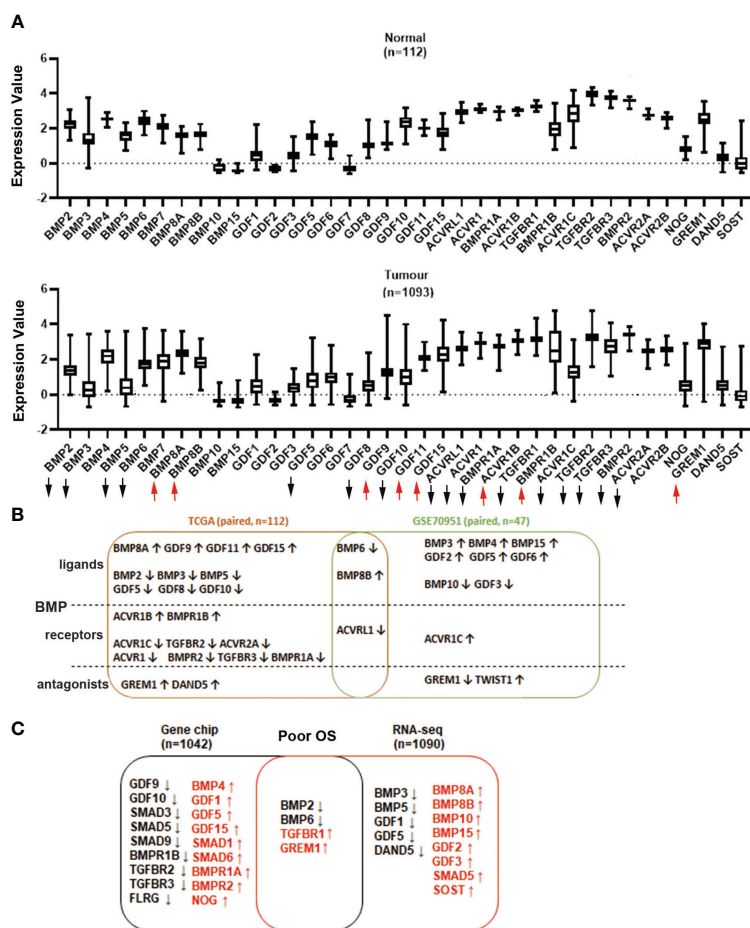 A
Normal
(n=112)
Expression Value
6
4
2
0
-2
BMP2 BMP3 BMP4 BMP5 BMP6 BMP7 BMP8A BMP8B BMP10 BMP15 GDF1 GDF2 GDF3 GDF5 GDF6 GDF7 GDF8 GDF9 GDF10 GDF11 GDF15 ACVRL1 ACVR1 BMPR1A ACVR1B TGFBR1 BMPR1B ACVR1C TGFBR2 TGFBR3 BMPR2 ACVR2A ACVR2B NOG GREM1 DAND5 SOST
Tumour
(n=1093)
Expression Value
6
4
2
0
-2
BMP2 BMP3 BMP4 BMP5 BMP6 BMP7 BMP8A BMP8B BMP10 BMP15 GDF1 GDF2 GDF3 GDF5 GDF6 GDF7 GDF8 GDF9 GDF10 GDF11 GDF15 ACVRL1 ACVR1 BMPR1A ACVR1B TGFBR1 BMPR1B ACVR1C TGFBR2 TGFBR3 BMPR2 ACVR2A ACVR2B NOG GREM1 DAND5 SOST
B
TCGA (paired, n=112) GSE70951 (paired, n=47)
ligands
BMP8A ↑ GDF9 ↑ GDF11 ↑ GDF15 ↑
BMP2 ↓ BMP3 ↓ BMP5 ↓
GDF5 ↓ GDF8 ↓ GDF10 ↓
BMP6 ↓
BMP8B ↑
BMP3 ↑ BMP4 ↑ BMP15 ↑
GDF2 ↑ GDF5 ↑ GDF6 ↑
BMP10 ↓ GDF3 ↓
BMP
receptors
ACVR1B ↑ BMPR1B ↑
ACVR1C ↓ TGFBR2 ↓ ACVR2A ↓
ACVR1 ↓ BMPR2 ↓ TGFBR3 ↓ BMPR1A ↓
ACVRL1 ↓
ACVR1C ↑
antagonists
GREM1 ↑ DAND5 ↑
GREM1 ↓ TWIST1 ↑
C
Gene chip
(n=1042)
Poor OS
RNA-seq
(n=1090)
GDF9 ↓
GDF10 ↓
SMAD3 ↓
SMAD5 ↓
SMAD9 ↓
BMPR1B ↓
TGFBR2 ↓
TGFBR3 ↓
FLRG ↓
BMP4 ↑
GDF1 ↑
GDF5 ↑
GDF15 ↑
SMAD1 ↑
SMAD6 ↑
BMPR1A ↑
BMPR2 ↑
NOG ↑
BMP2 ↓
BMP6 ↓
TGFBR1 ↑
GREM1 ↑
BMP3 ↓
BMP5 ↓
GDF1 ↓
GDF5 ↓
DAND5 ↓
BMP8A ↑
BMP8B ↑
BMP10 ↑
BMP15 ↑
GDF2 ↑
GDF3 ↑
SMAD5 ↑
SOST ↑